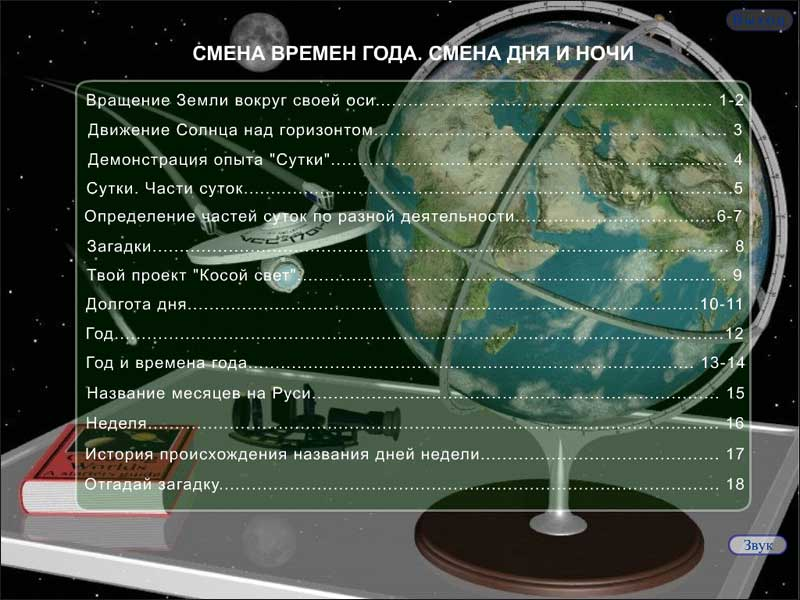 Выход
СМЕНА ВРЕМЕН ГОДА. СМЕНА ДНЯ И НОЧИ
Вращение Земли вокруг своей оси.......................................................... 1-2
Движение Солнца над горизонтом............................................................. 3
Демонстрация опыта "Сутки"..................................................................... 4
Сутки. Части суток.....................................................................................5
Определение частей суток по разной деятельности...................................6-7
Загадки.................................................................................................... 8
Твой проект "Косой свет"........................................................................... 9
Долгота дня.........................................................................................10-11
Год..........................................................................................................12
Год и времена года............................................................................. 13-14
Название месяцев на Руси....................................................................... 15
Неделя.....................................................................................................16
История происхождения названия дней недели......................................... 17
Отгадай загадку........................................................................................ 18
Worlds
Звук